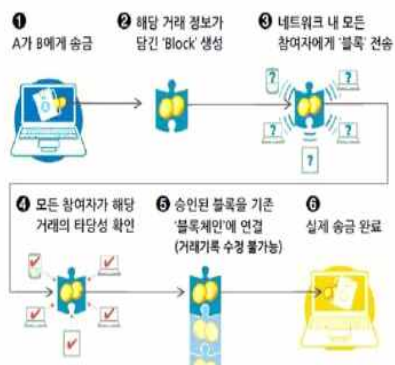 ❶
A가 B에게 송금
❷ 해당 거래 정보가
담긴 'Block' 생성
❸ 네트워크 내 모든
참여자에게 '블록' 전송
?
?
?
?
?
❹ 모든 참여자가 해당
거래의 타당성 확인
❺ 승인된 블록을 기존
'블록체인'에 연결
(거래기록 수정 불가능)
❻
실제 송금 완료